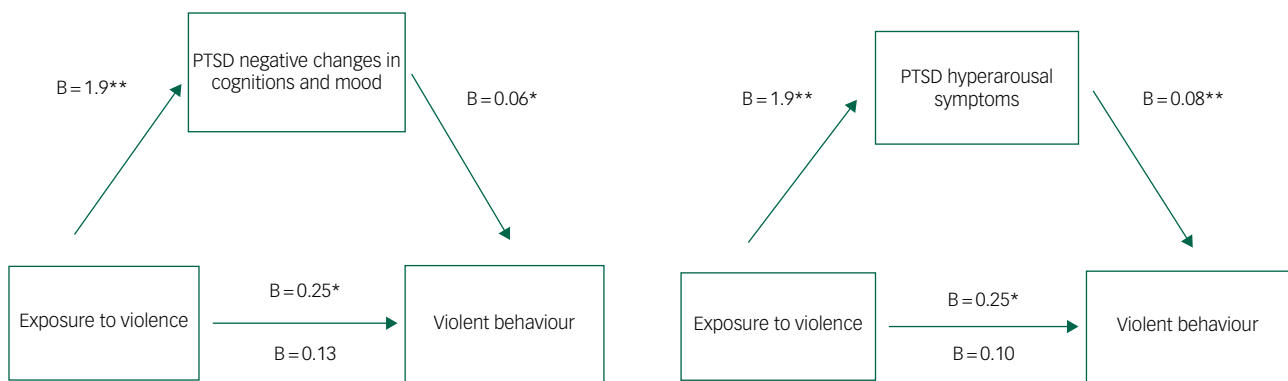 PTSD negative changes in
cognitions and mood
B = 1.9**
B = 0.06*
Exposure to violence
B = 0.25*
B = 0.13
Violent behaviour
PTSD hyperarousal
symptoms
B = 1.9**
B = 0.08**
Exposure to violence
B = 0.25*
B = 0.10
Violent behaviour